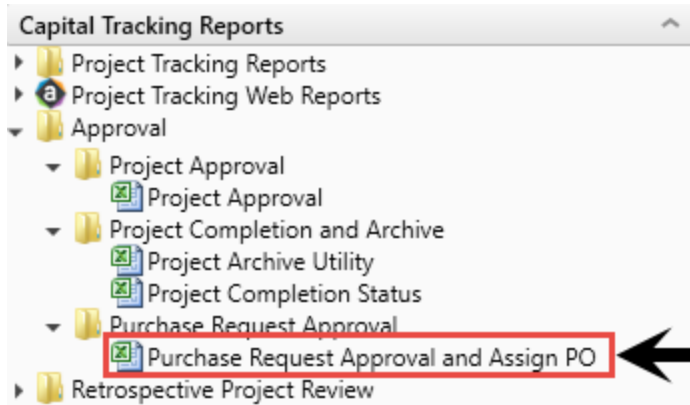 Capital Tracking Reports
Project Tracking Reports
Project Tracking Web Reports
Approval
Project Approval
Project Approval
Project Completion and Archive
Project Archive Utility
Project Completion Status
Purchase Request Approval
Purchase Request Approval and Assign PO
Retrospective Project Review